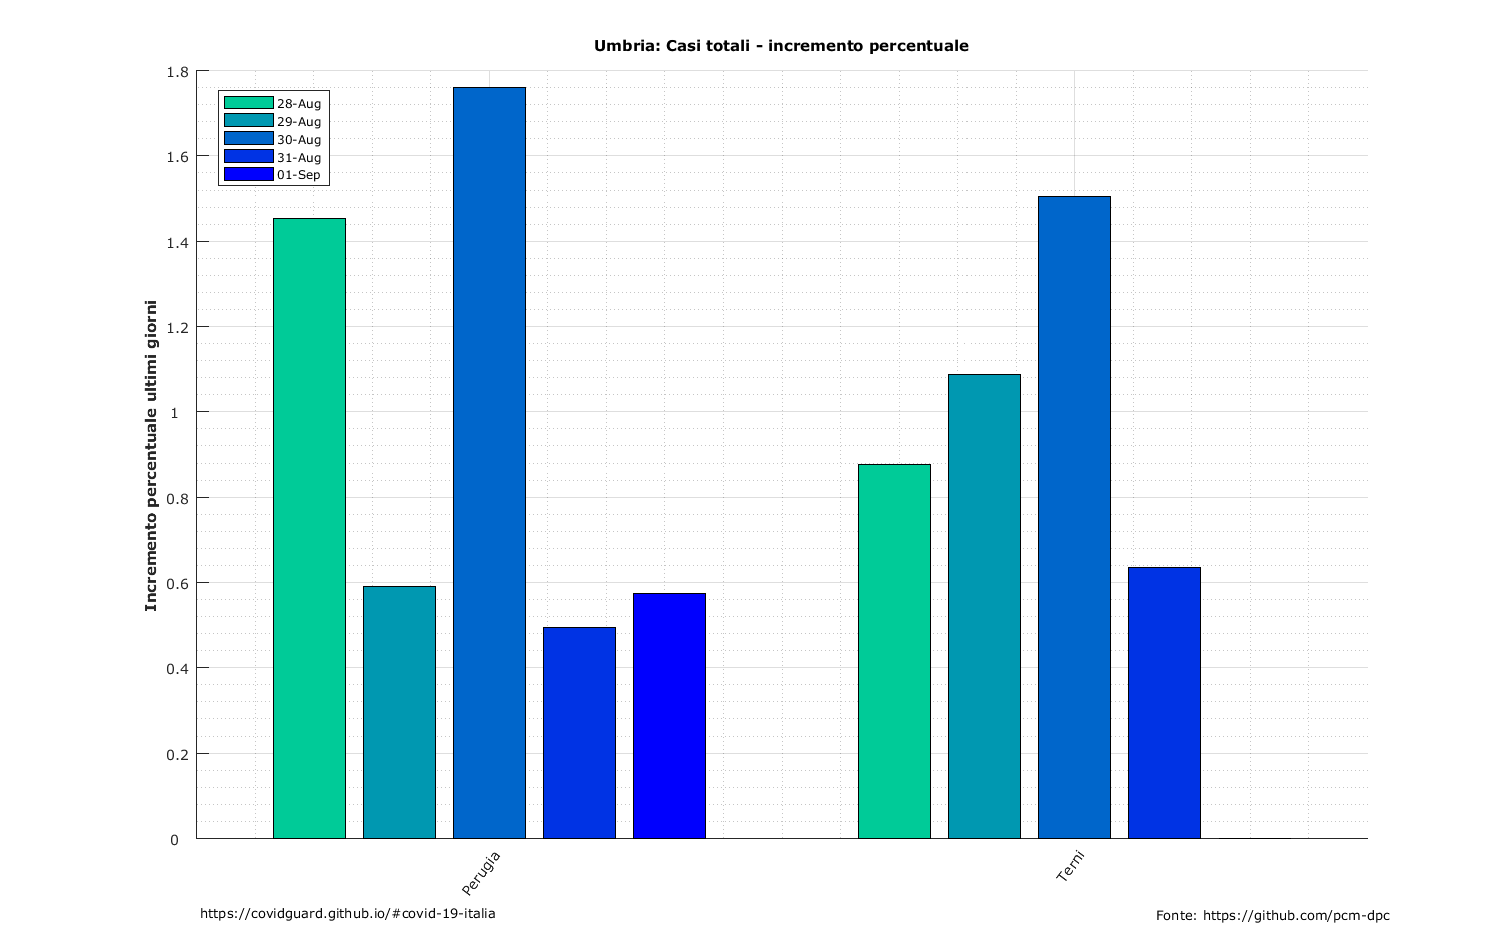 Umbria: Casi totali - incremento percentuale
1.8
1.6
1.4
1.2
1
0.8
0.6
0.4
0.2
0
Incremento percentuale ultimi giorni
28-Aug
29-Aug
30-Aug
31-Aug
01-Sep
Perugia
Terni
https://covidguard.github.io/#covid-19-italia
Fonte: https://github.com/pcm-dpc